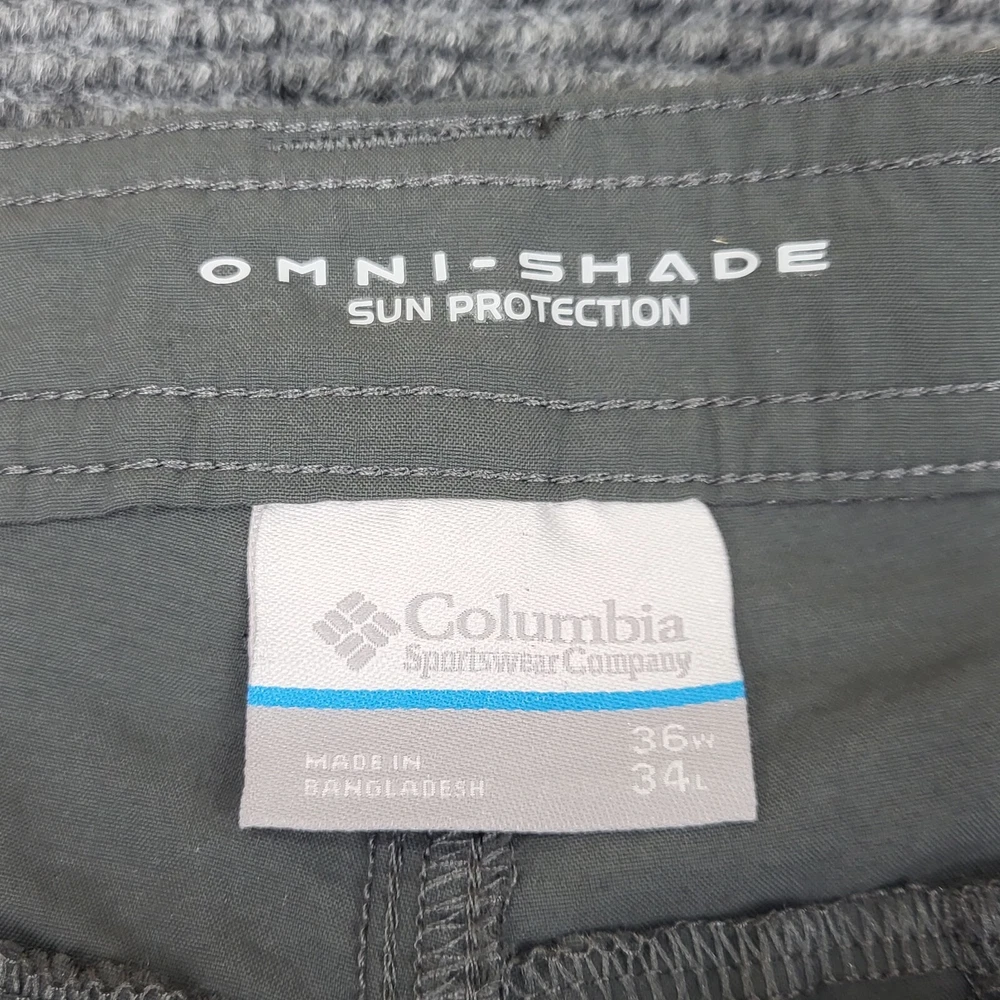 OMNI-SHADE
SUN PROTECTION
Columbia
Sportswear Company
MADE IN
BANGLADESH
36W
34L